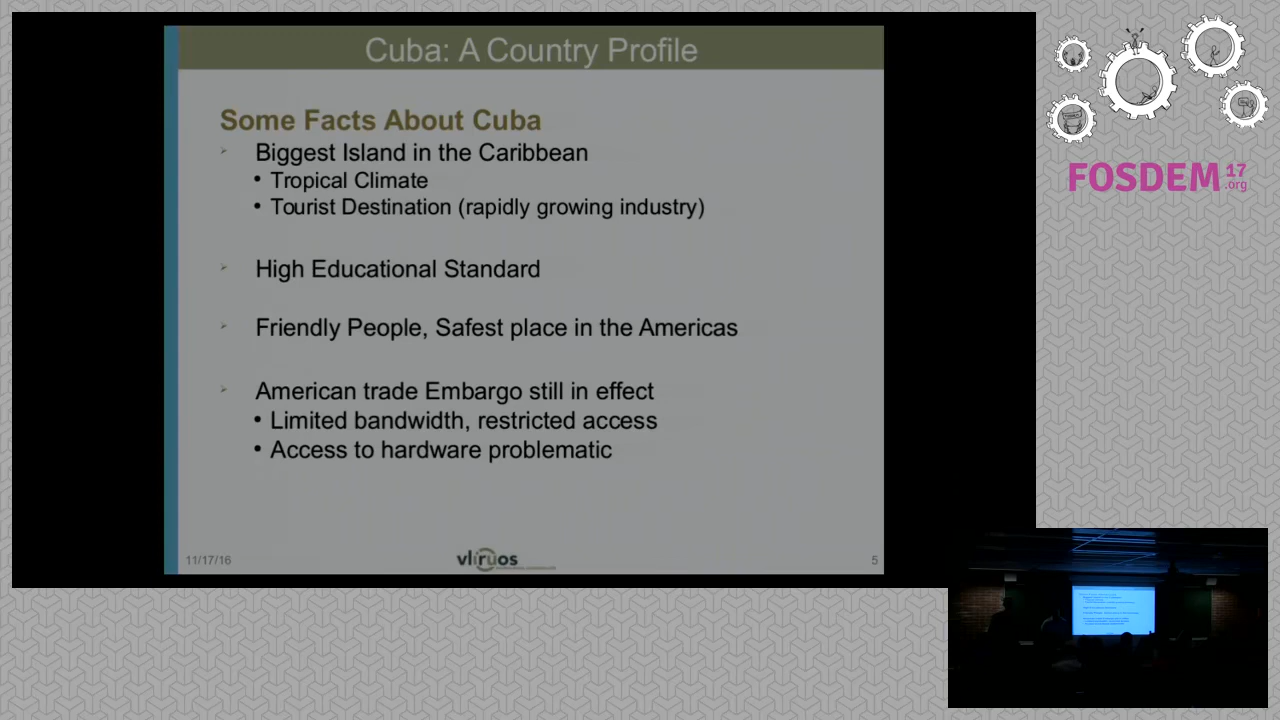 Cuba: A Country Profile
Some Facts About Cuba
Biggest Island in the Caribbean
• Tropical Climate
• Tourist Destination (rapidly growing industry)
High Educational Standard
Friendly People, Safest place in the Americas
American trade Embargo still in effect
• Limited bandwidth, restricted access
• Access to hardware problematic
11/17/16
vliruos
5
FOSDEM 17
.org